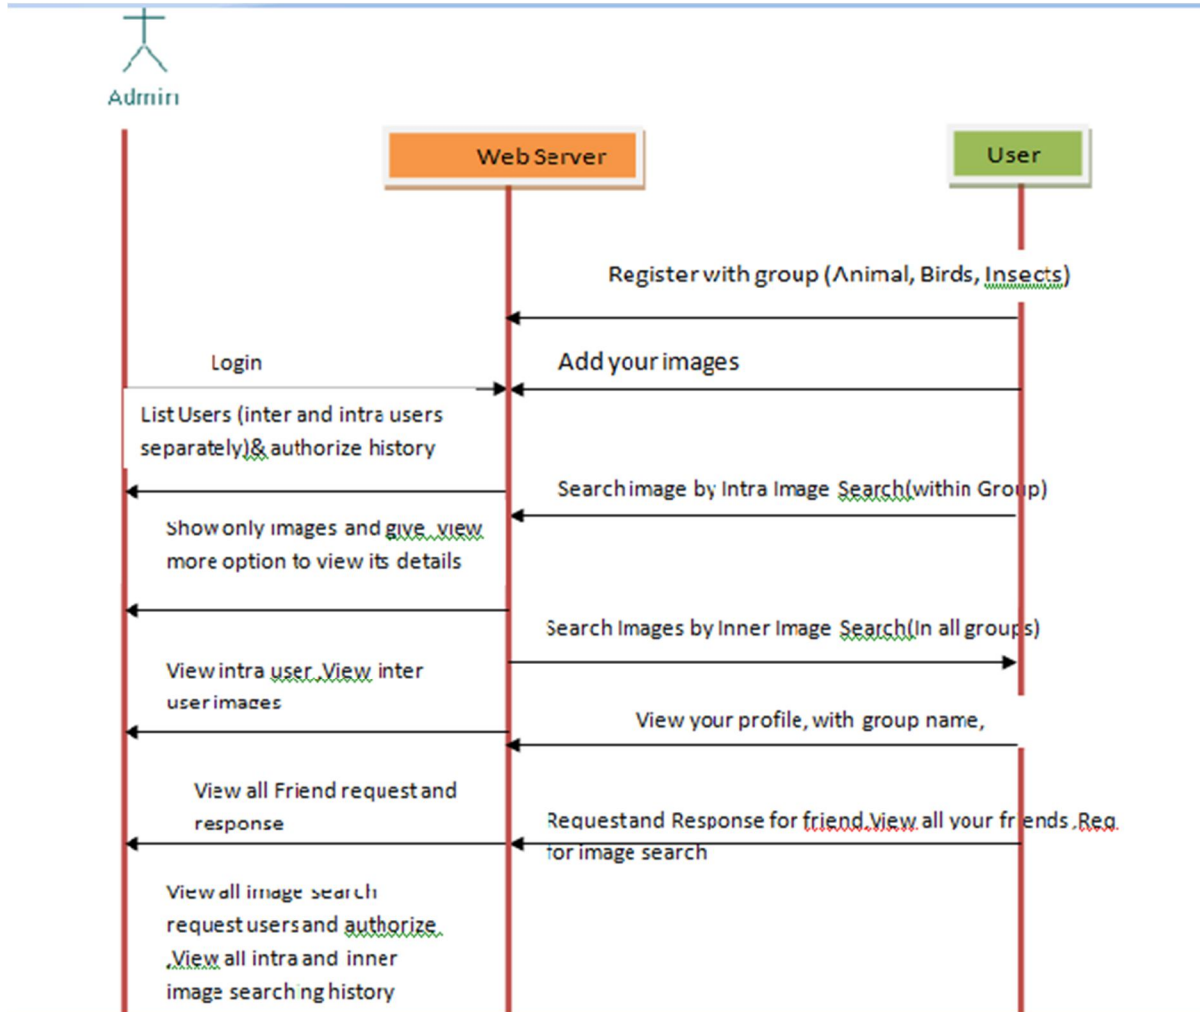 Admin
Web Server
User
Register with group (Animal, Birds, Insects)
Login
Add your images
List Users (inter and intra users
separately)& authorize history
Search image by Intra Image Search(within Group)
Show only images and give view
more option to view its details
Search Images by Inner Image Search(In all groups)
View intra user ,View inter
user images
View your profile, with group name,
View all Friend request and
response
Request and Response for friend,View all your friends ,Req
for image search
View all image search
request users and authorize
,View all intra and inner
image searching history